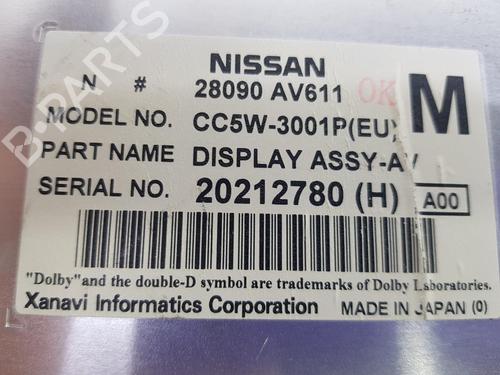 NISSAN
N # 28090 AV611 OK M
MODEL NO. CC5W-3001P(EU)
PART NAME DISPLAY ASSY-AV
SERIAL NO. 20212780 (H) A00
"Dolby"and the double-D symbol are trademarks of Dolby Laboratories.
Xanavi Informatics Corporation MADE IN JAPAN (0)
B-PARTS